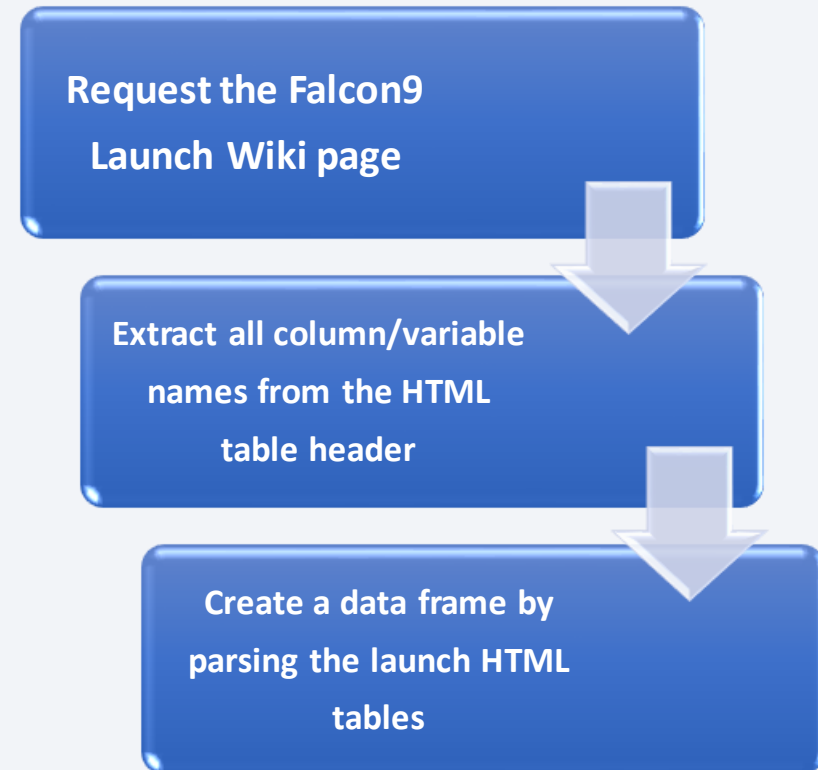 Request the Falcon9
Launch Wiki page
Extract all column/variable
names from the HTML
table header
Create a data frame by
parsing the launch HTML
tables